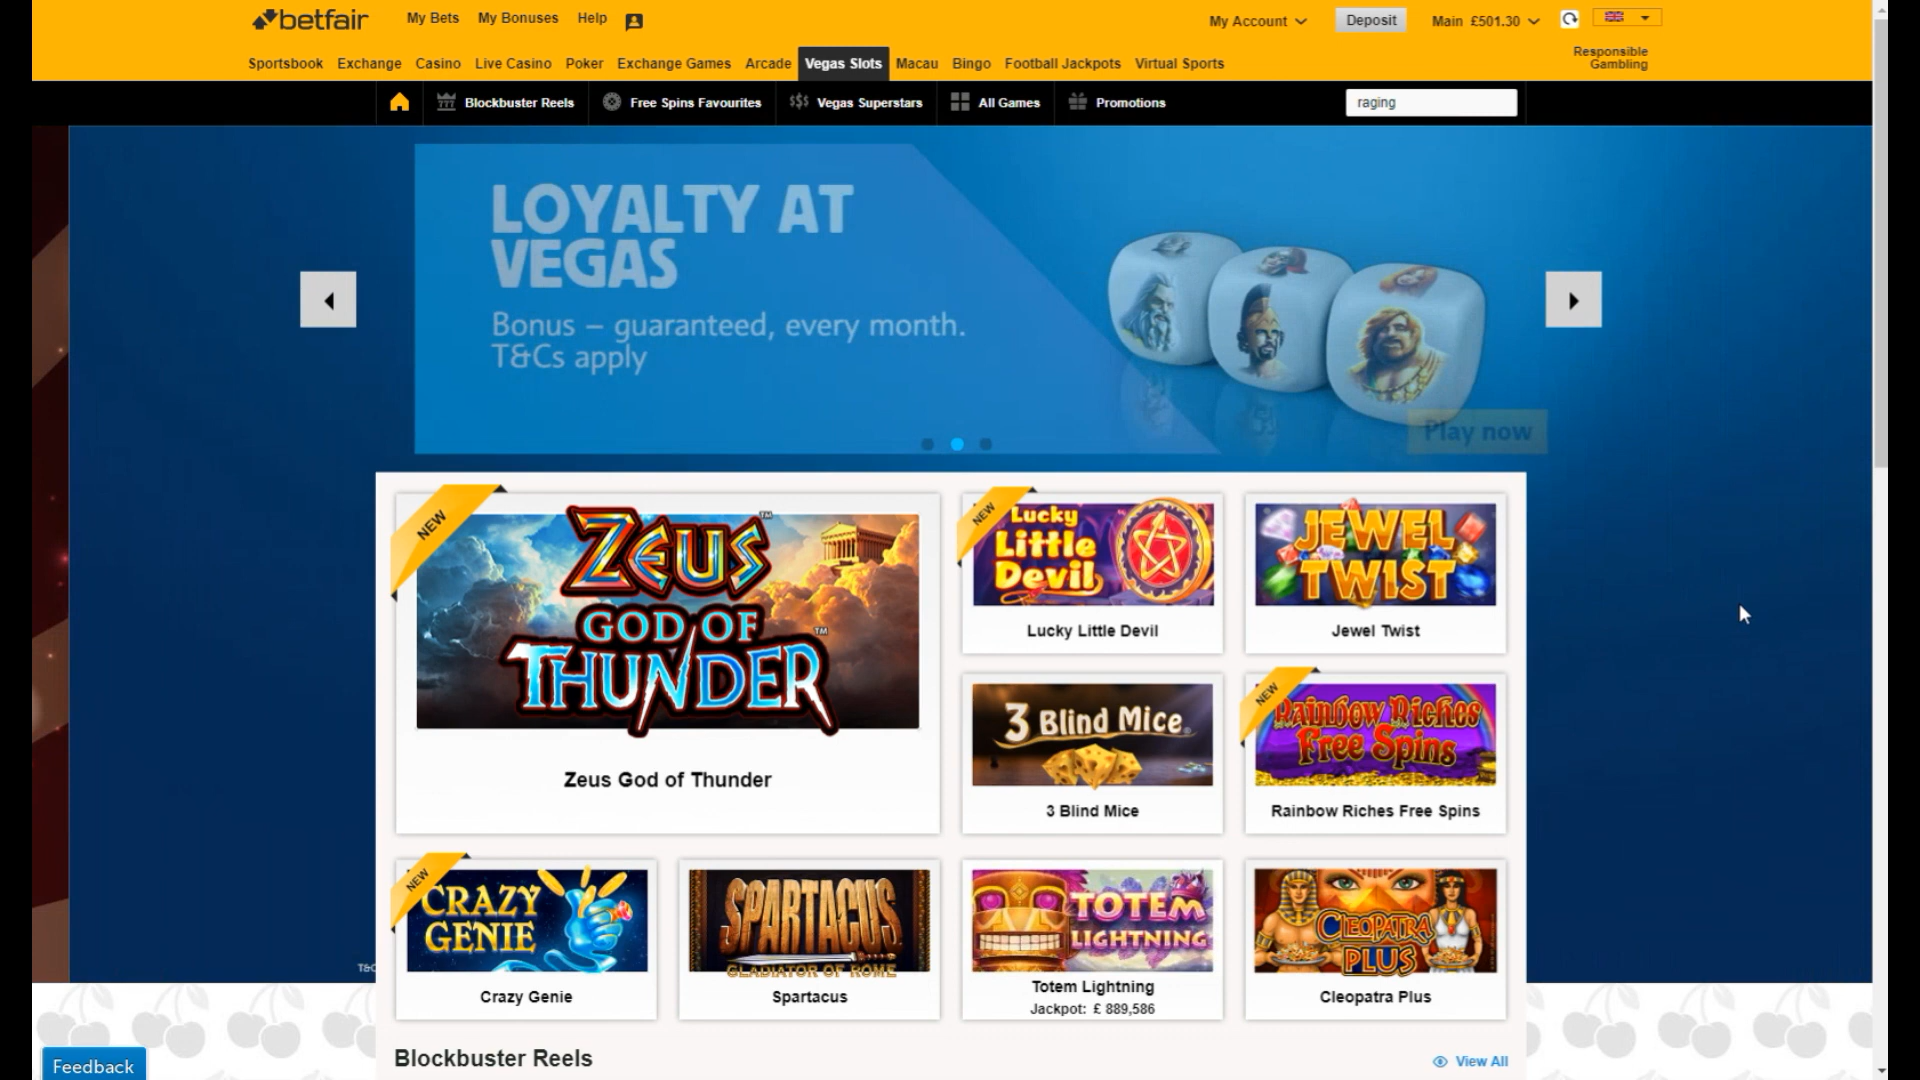 betfair
My Bets My Bonuses Help
My Account Deposit Main £501.30
Responsible
Gambling
Sportsbook Exchange Casino Live Casino Poker Exchange Games Arcade Vegas Slots Macau Bingo Football Jackpots Virtual Sports
Blockbuster Reels Free Spins Favourites Vegas Superstars All Games Promotions
raging
LOYALTY AT
VEGAS
Bonus – guaranteed, every month.
T&Cs apply
Play now
NEW
ZEUS™
GOD OF
THUNDER™
Zeus God of Thunder
NEW
Lucky
Little
Devil
Lucky Little Devil
JEWEL
TWIST
Jewel Twist
3 Blind Mice
3 Blind Mice
NEW
Rainbow Riches
Free Spins
Rainbow Riches Free Spins
NEW
CRAZY
GENIE
Crazy Genie
SPARTACUS
GLADIATOR OF ROME
Spartacus
TOTEM
LIGHTNING
Totem Lightning
Jackpot: £ 889,586
CLEOPATRA
PLUS
Cleopatra Plus
T&C
Blockbuster Reels
View All
Feedback